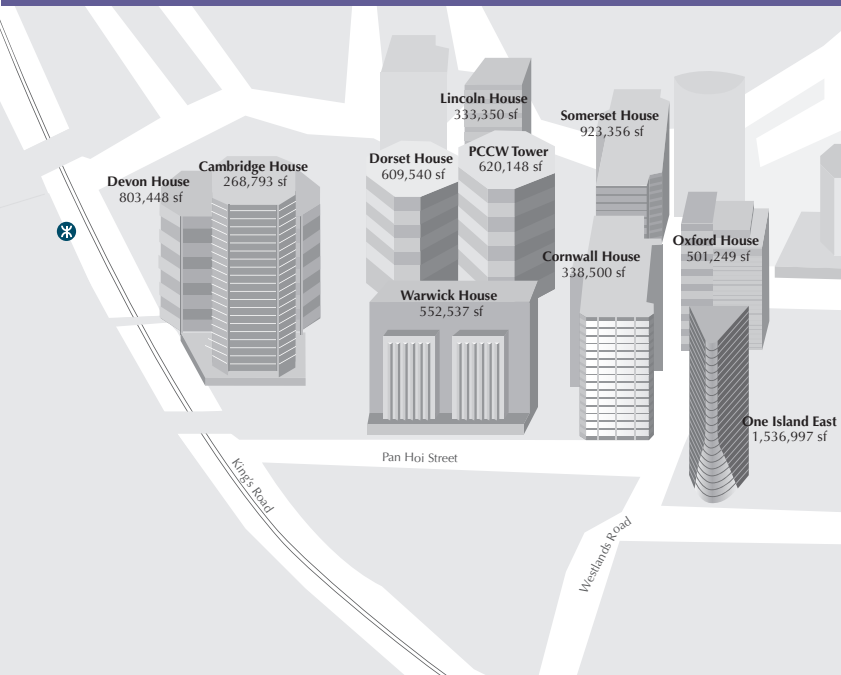 Lincoln House
333,350 sf
Somerset House
923,356 sf
Dorset House
609,540 sf
PCCW Tower
620,148 sf
Cambridge House
268,793 sf
Devon House
803,448 sf
Oxford House
501,249 sf
Cornwall House
338,500 sf
Warwick House
552,537 sf
One Island East
1,536,997 sf
Pan Hoi Street
King's Road
Westlands Road